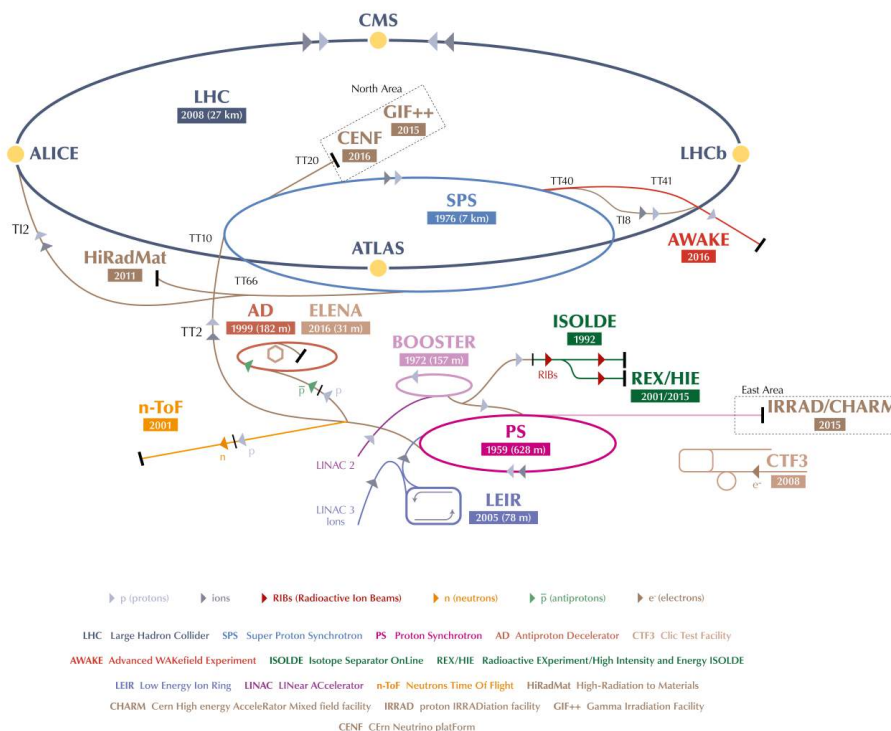 CMS
North Area
LHC
2008 (27 km)
GIF++
2015
CENF
2016
ALICE
TT20
LHCb
TT40
TT41
SPS
1976 (7 km)
TI2
TI8
TT10
AWAKE
2016
ATLAS
HiRadMat
2011
TT66
AD
1999 (182 m)
ELENA
2016 (31 m)
TT2
BOOSTER
1972 (157 m)
ISOLDE
1992
RIBs
REX/HIE
2001/2015
p̅
p
East Area
n-ToF
2001
IRRAD/CHARM
2015
PS
1959 (628 m)
n
p
LINAC 2
CTF3
2008
e-
LEIR
2005 (78 m)
LINAC 3
Ions
p (protons) ions RIBs (Radioactive Ion Beams) n (neutrons) p̅ (antiprotons) e- (electrons)
LHC Large Hadron Collider SPS Super Proton Synchrotron PS Proton Synchrotron AD Antiproton Decelerator CTF3 Clic Test Facility
AWAKE Advanced WAKefield Experiment ISOLDE Isotope Separator OnLine REX/HIE Radioactive EXperiment/High Intensity and Energy ISOLDE
LEIR Low Energy Ion Ring LINAC LINear ACcelerator n-ToF Neutrons Time Of Flight HiRadMat High-Radiation to Materials
CHARM Cern High energy AcceleRator Mixed field facility IRRAD proton IRRADiation facility GIF++ Gamma Irradiation Facility
CENF CErn Neutrino platForm